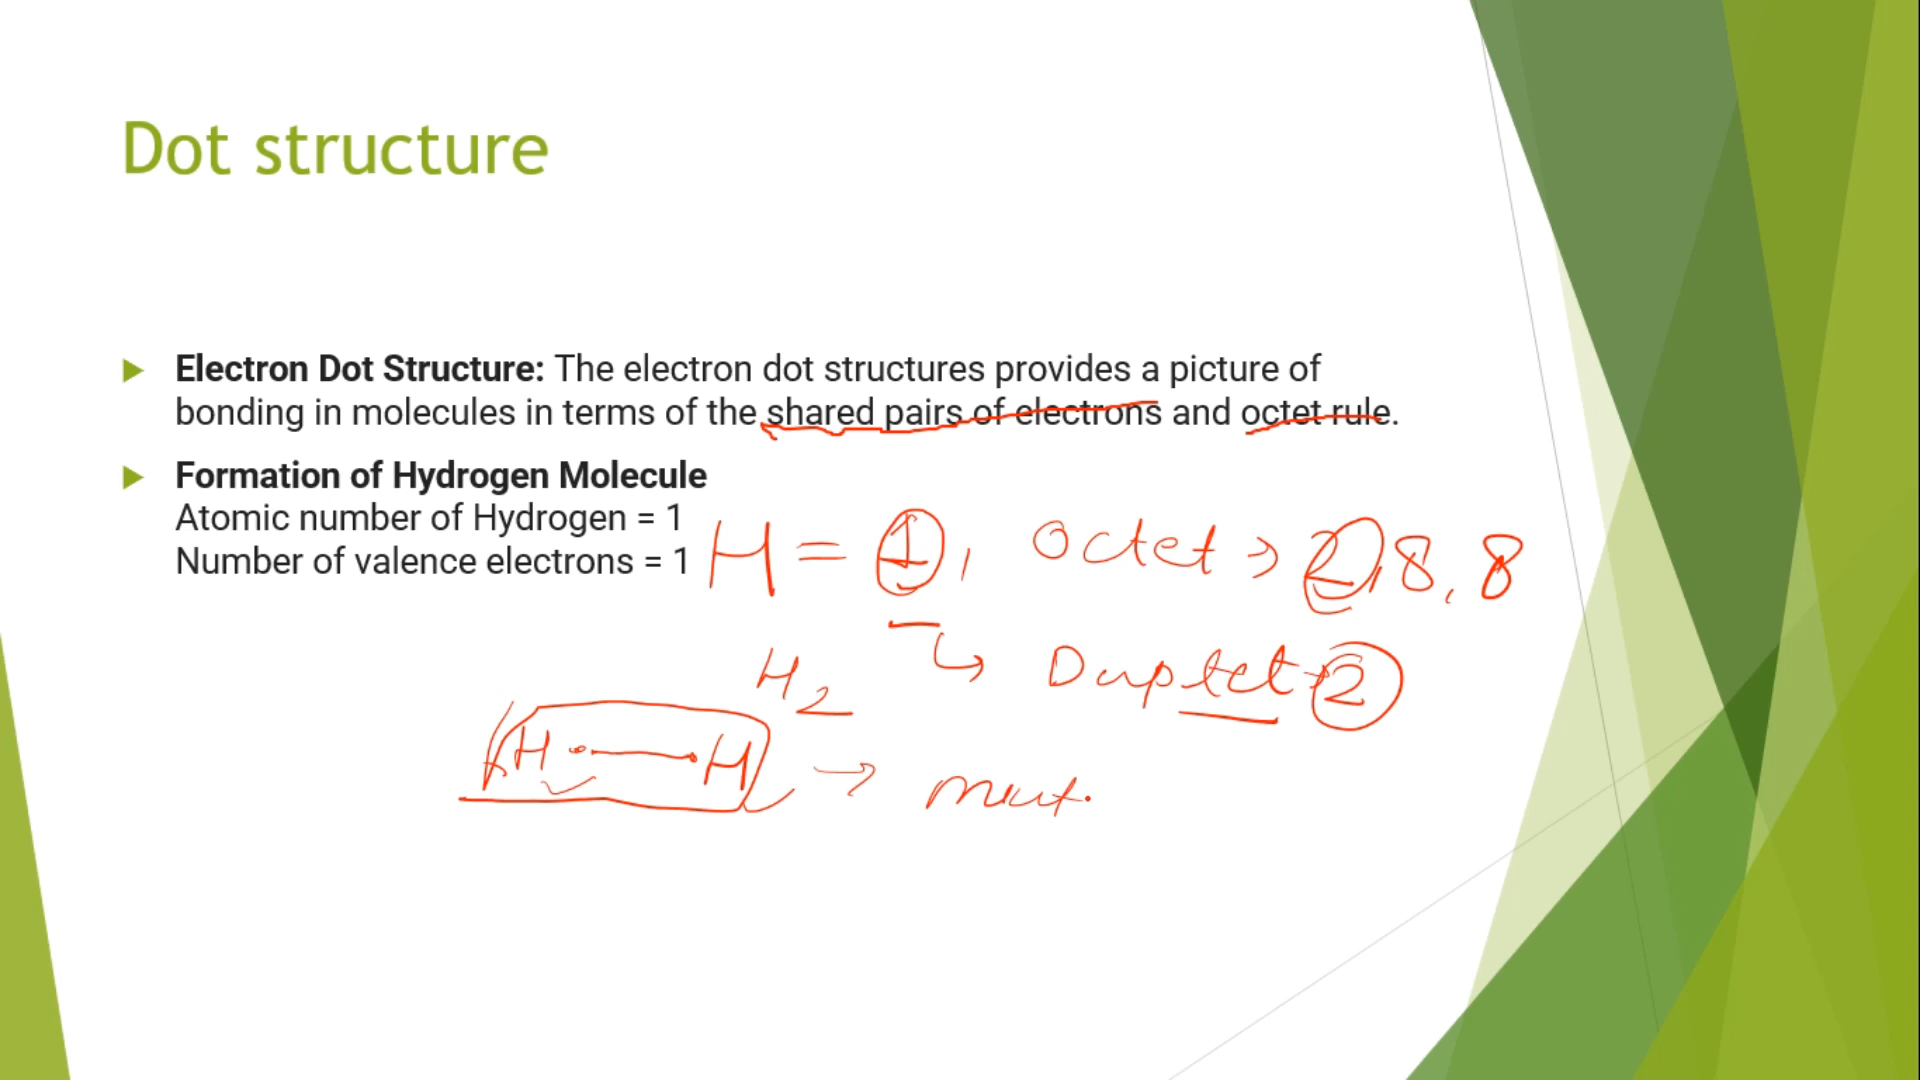 Dot structure
Electron Dot Structure: The electron dot structures provides a picture of
bonding in molecules in terms of the shared pairs of electrons and octet rule.
Formation of Hydrogen Molecule
Atomic number of Hydrogen = 1
Number of valence electrons = 1
H = 1, Octet → 2,8,8
Duptet → 2
H2
H — H →